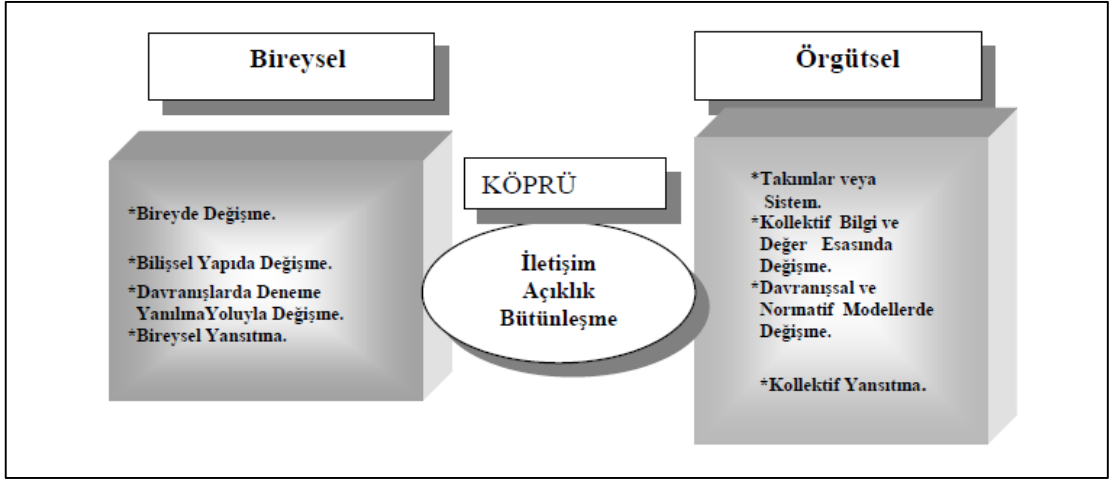 Bireysel
*Bireyde Değişme.
*Bilişsel Yapıda Değişme.
*Davranışlarda Deneme
YanılmaYoluyla Değişme.
*Bireysel Yansıtma.
KÖPRÜ
İletişim
Açıklık
Bütünleşme
Örgütsel
*Takımlar veya
Sistem.
*Kollektif Bilgi ve
Değer Esasında
Değişme.
*Davranışsal ve
Normatif Modellerde
Değişme.
*Kollektif Yansıtma.